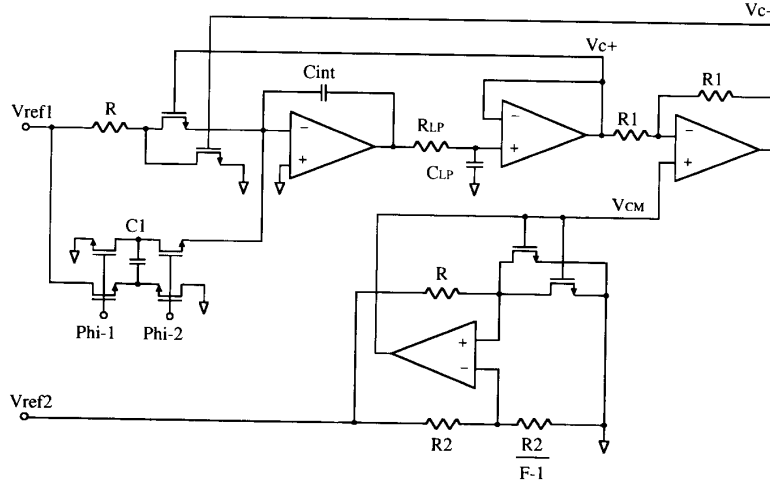 Vc-
Vc+
Cint
R1
Vref1
R
RLP
R1
CLP
C1
VCM
R
Phi-1
Phi-2
Vref2
R2
R2
F-1